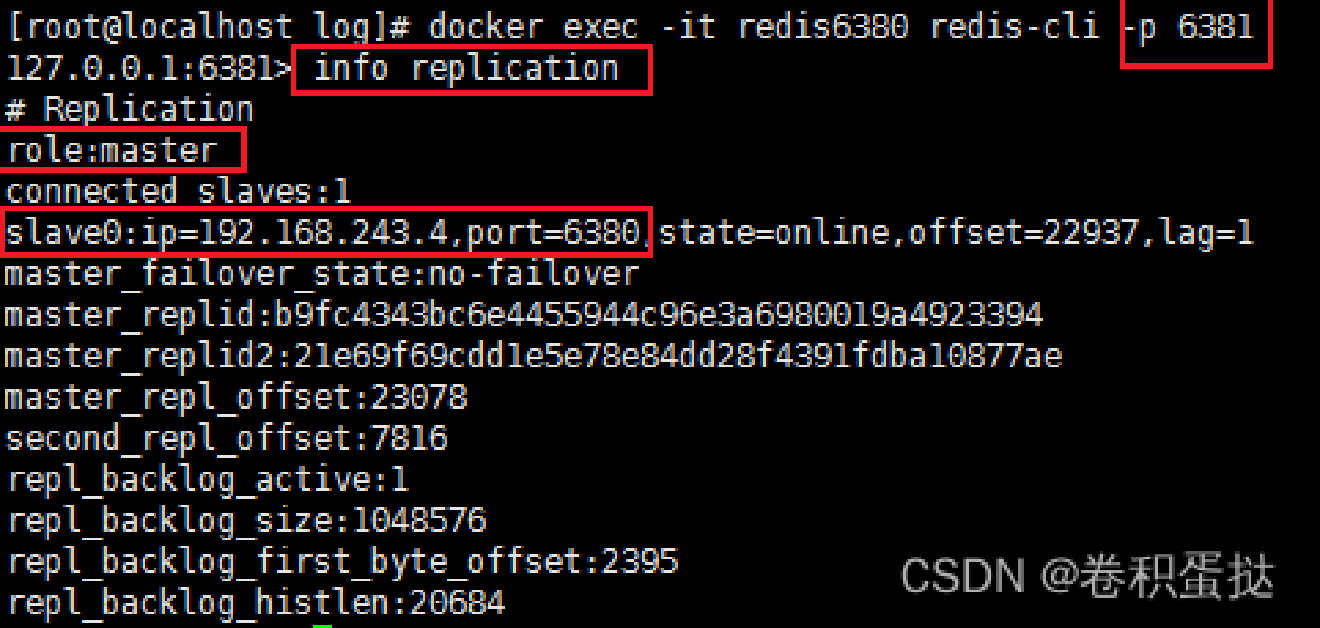 [root@localhost log]# docker exec -it redis6380 redis-cli -p 6381
127.0.0.1:6381> info replication
# Replication
role:master
connected_slaves:1
slave0:ip=192.168.243.4,port=6380,state=online,offset=22937,lag=1
master_failover_state:no-failover
master_replid:b9fc4343bc6e4455944c96e3a6980019a4923394
master_replid2:21e69f69cdd1e5e78e84dd28f4391fdba10877ae
master_repl_offset:23078
second_repl_offset:7816
repl_backlog_active:1
repl_backlog_size:1048576
repl_backlog_first_byte_offset:2395
repl_backlog_histlen:20684
CSDN @卷积蛋挞